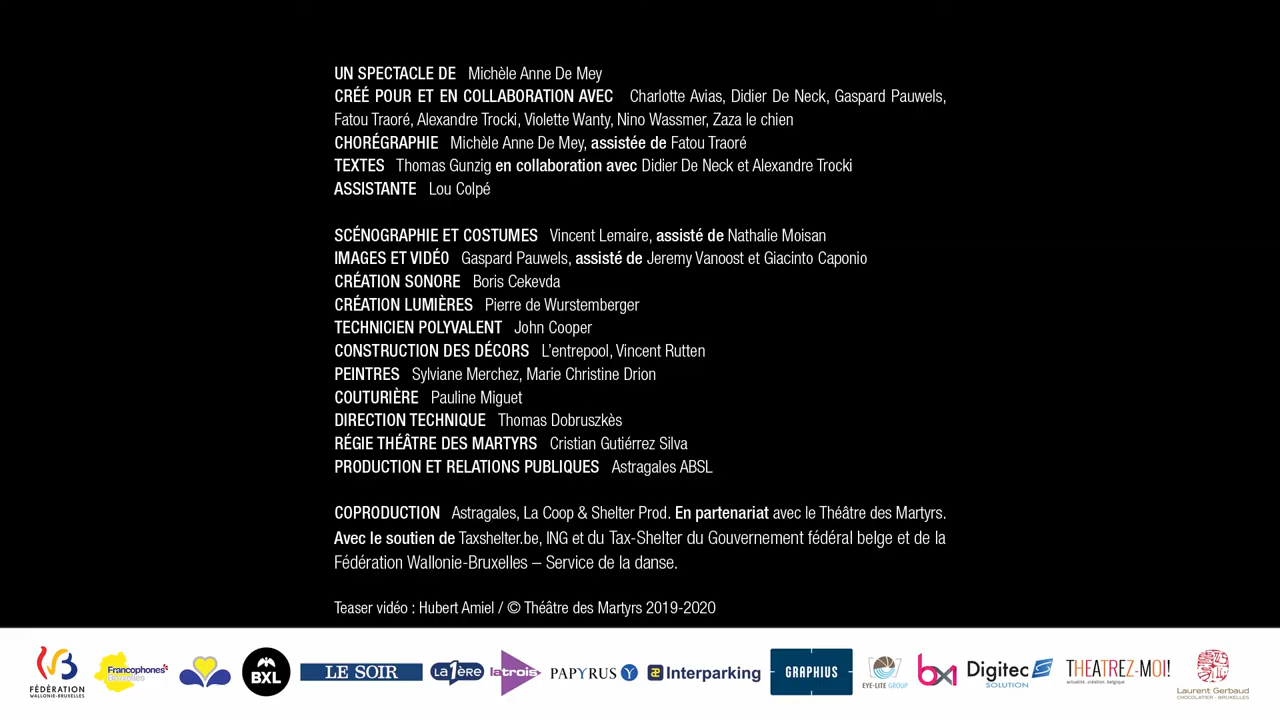 UN SPECTACLE DE Michèle Anne De Mey
CRÉÉ POUR ET EN COLLABORATION AVEC Charlotte Avias, Didier De Neck, Gaspard Pauwels,
Fatou Traoré, Alexandre Trocki, Violette Wanty, Nino Wassmer, Zaza le chien
CHORÉGRAPHIE Michèle Anne De Mey, assistée de Fatou Traoré
TEXTES Thomas Gunzig en collaboration avec Didier De Neck et Alexandre Trocki
ASSISTANTE Lou Colpé
SCÉNOGRAPHIE ET COSTUMES Vincent Lemaire, assisté de Nathalie Moisan
IMAGES ET VIDÉO Gaspard Pauwels, assisté de Jeremy Vanoost et Giacinto Caponio
CRÉATION SONORE Boris Cekevda
CRÉATION LUMIÈRES Pierre de Wurstemberger
TECHNICIEN POLYVALENT John Cooper
CONSTRUCTION DES DÉCORS L'entrepool, Vincent Rutten
PEINTRES Sylviane Merchez, Marie Christine Drion
COUTURIÈRE Pauline Miguet
DIRECTION TECHNIQUE Thomas Dobruszkès
RÉGIE THÉÂTRE DES MARTYRS Cristian Gutiérrez Silva
PRODUCTION ET RELATIONS PUBLIQUES Astragales ABSL
COPRODUCTION Astragales, La Coop & Shelter Prod. En partenariat avec le Théâtre des Martyrs.
Avec le soutien de Taxshelter.be, ING et du Tax-Shelter du Gouvernement fédéral belge et de la
Fédération Wallonie-Bruxelles – Service de la danse.
Teaser vidéo : Hubert Amiel / © Théâtre des Martyrs 2019-2020
FÉDÉRATION
WALLONIE-BRUXELLES
Francophones
Bruxelles
BXL
LE SOIR
LA 1ÈRE
latrois
PAPYRUS
Interparking
GRAPHIUS
EYE-LITE GROUP
bx1
Digitec
SOLUTION
THEATREZ-MOI!
actualité.création.belgique
Laurent Gerbaud
CHOCOLATIER - BRUXELLES